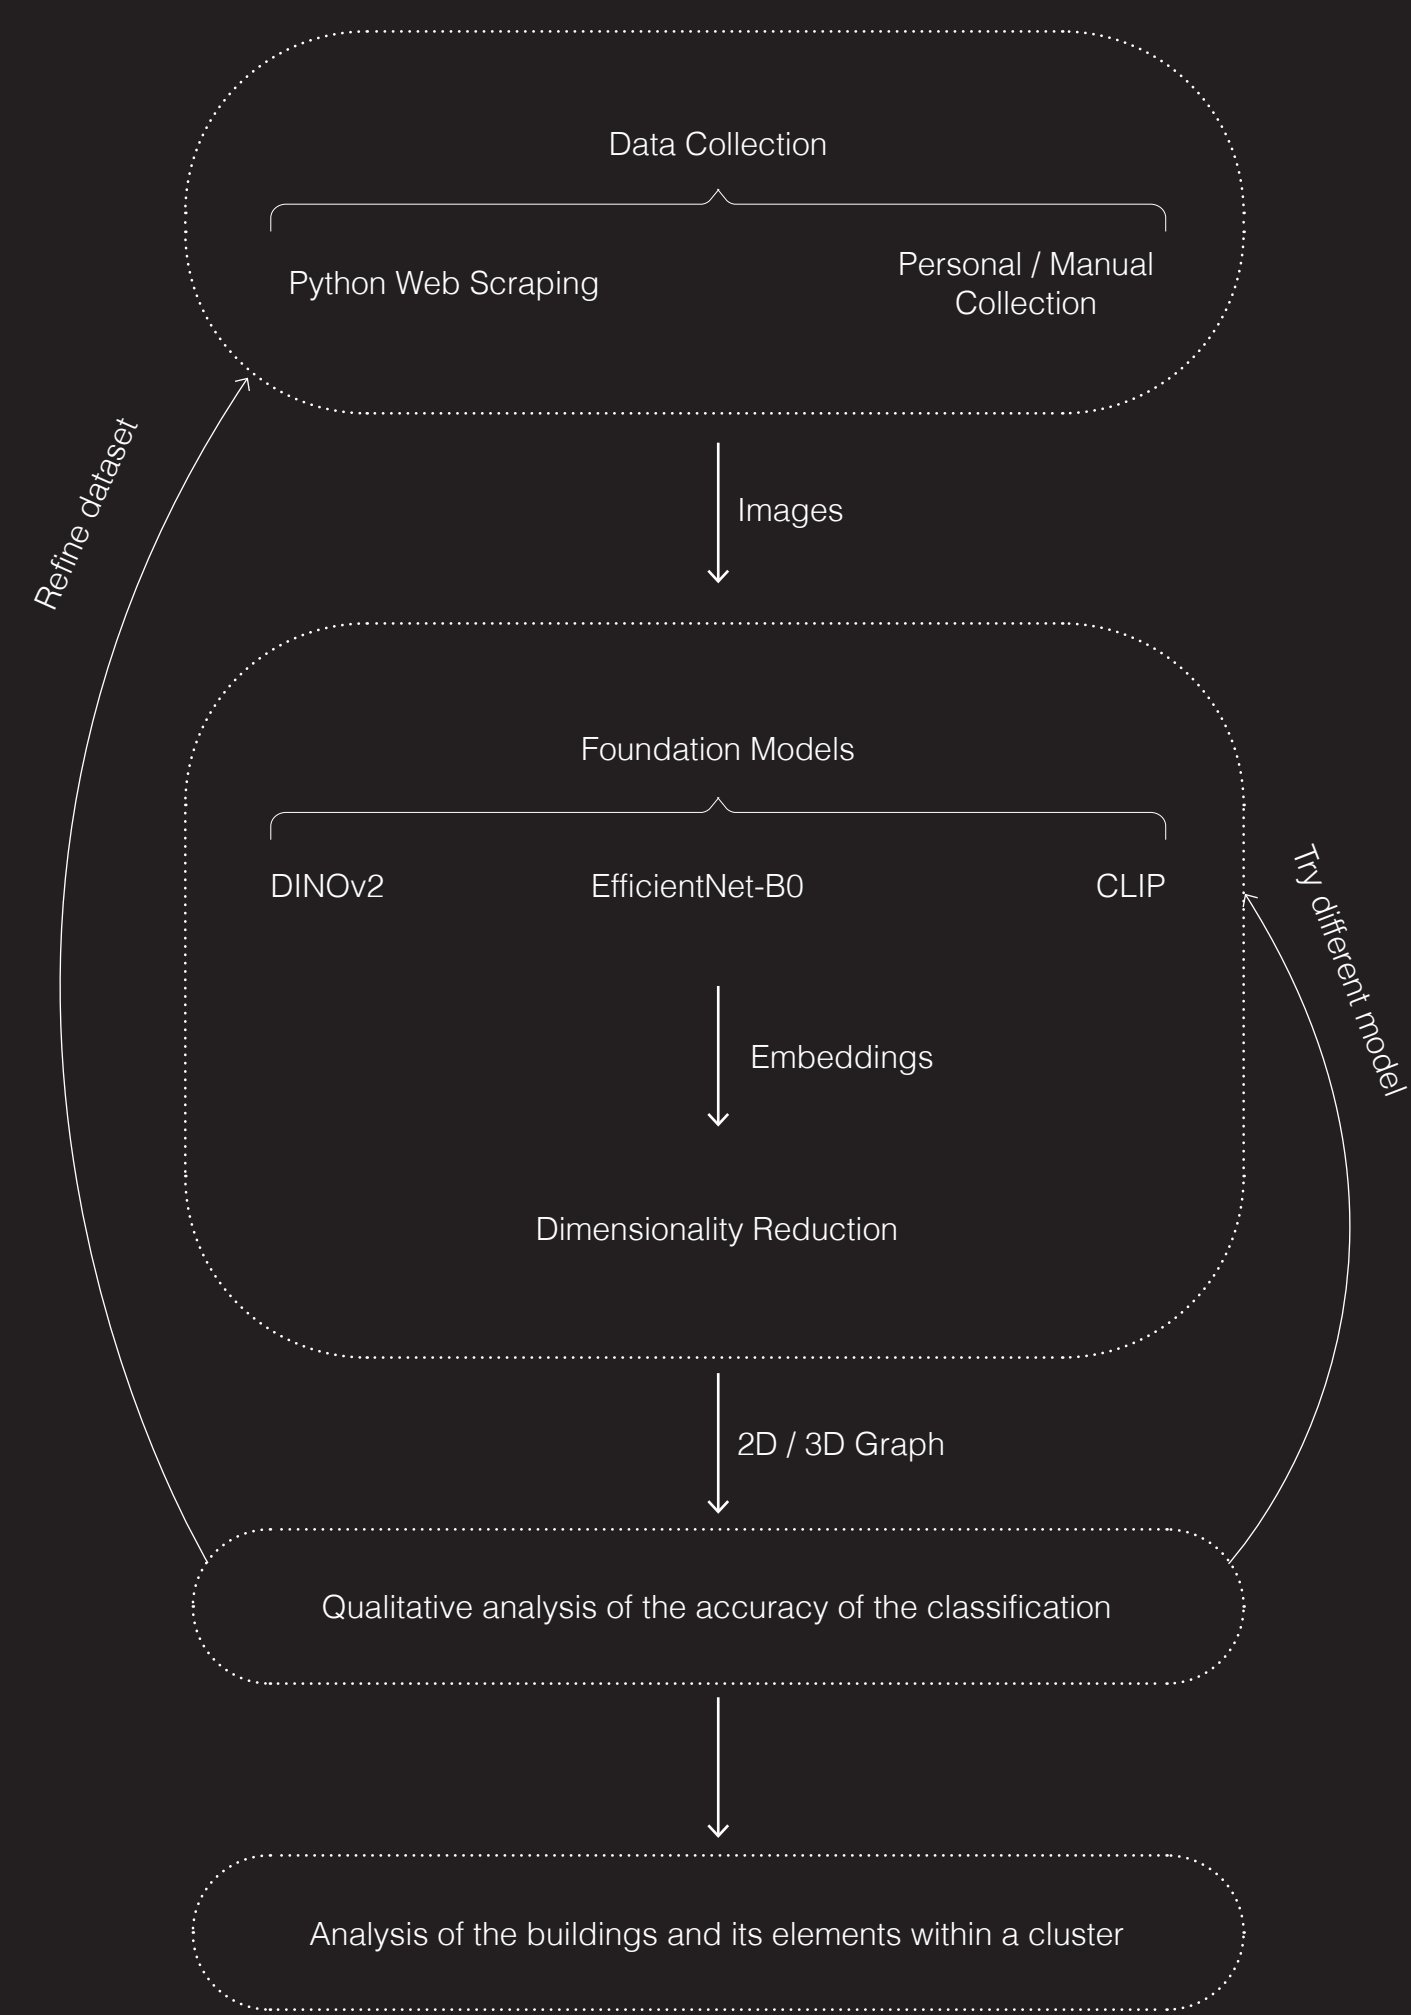 Data Collection
Python Web Scraping
Personal / Manual
Collection
Refine dataset
Images
Foundation Models
DINOv2
EfficientNet-B0
CLIP
Try different model
Embeddings
Dimensionality Reduction
2D / 3D Graph
Qualitative analysis of the accuracy of the classification
Analysis of the buildings and its elements within a cluster